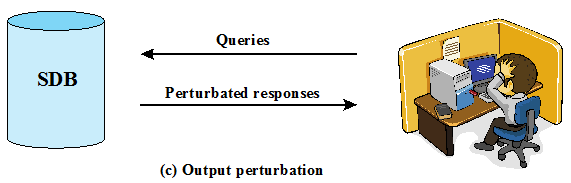 Queries
SDB
Perturbated responses
(c) Output perturbation